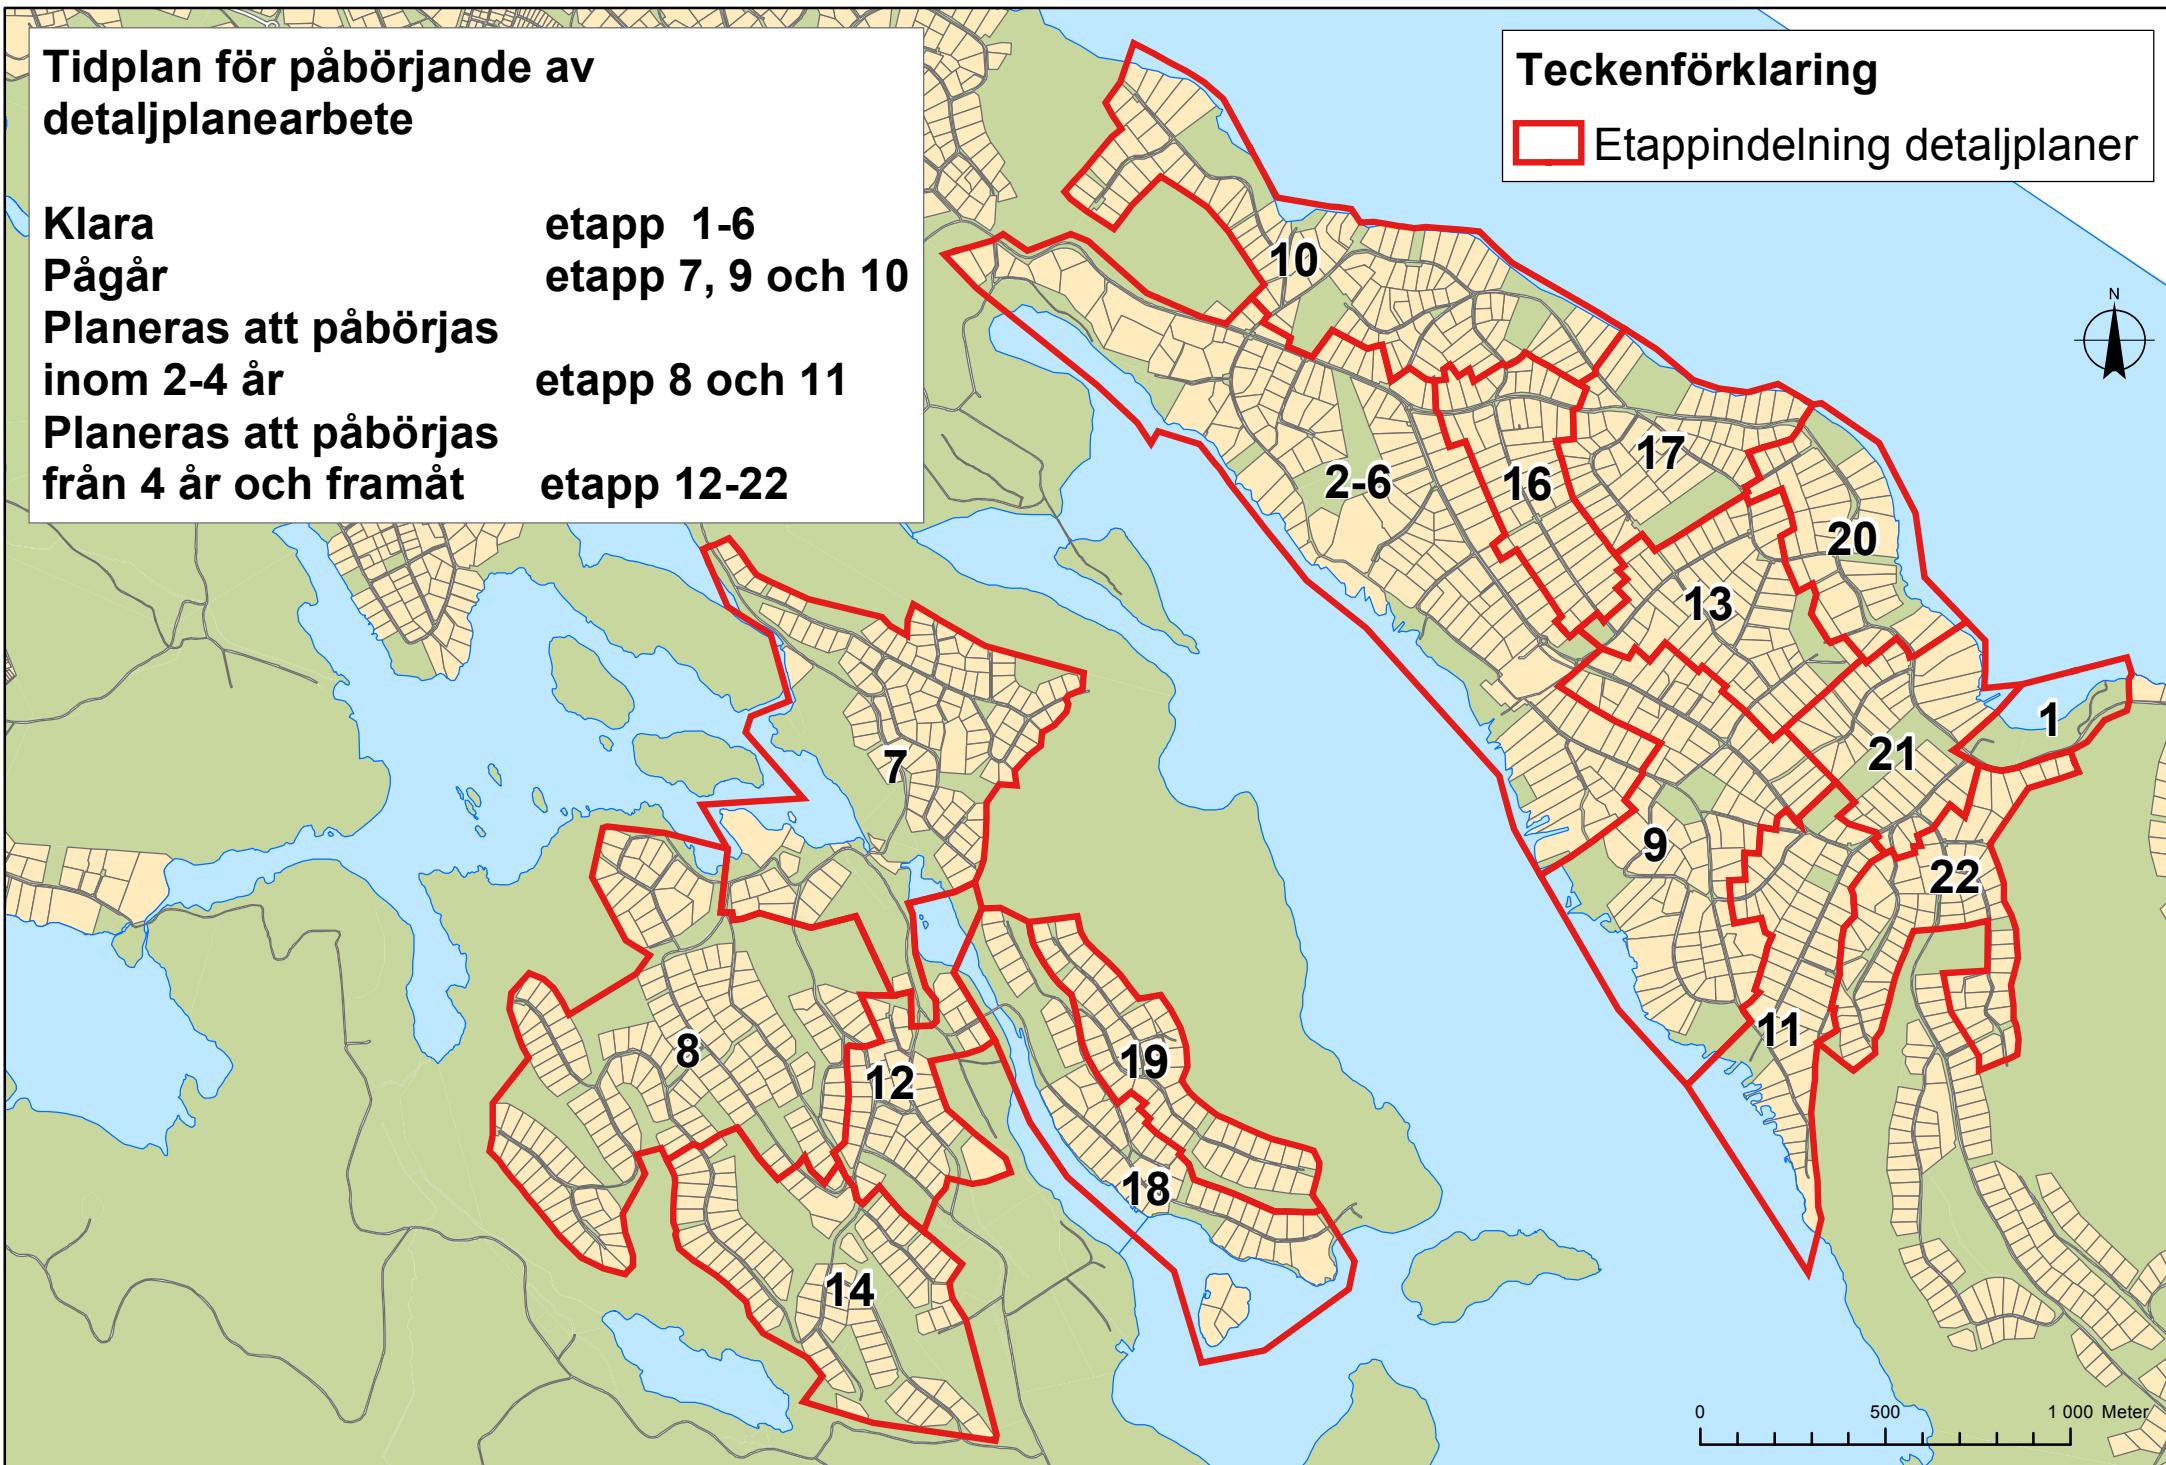 Tidplan för påbörjande av
detaljplanearbete
Klara etapp 1-6
Pågår etapp 7, 9 och 10
Planeras att påbörjas
inom 2-4 år etapp 8 och 11
Planeras att påbörjas
från 4 år och framåt etapp 12-22
Teckenförklaring
Etappindelning detaljplaner
N
10
17
2-6
16
20
13
1
21
7
9
22
11
8
19
12
18
14
0 500 1 000 Meter